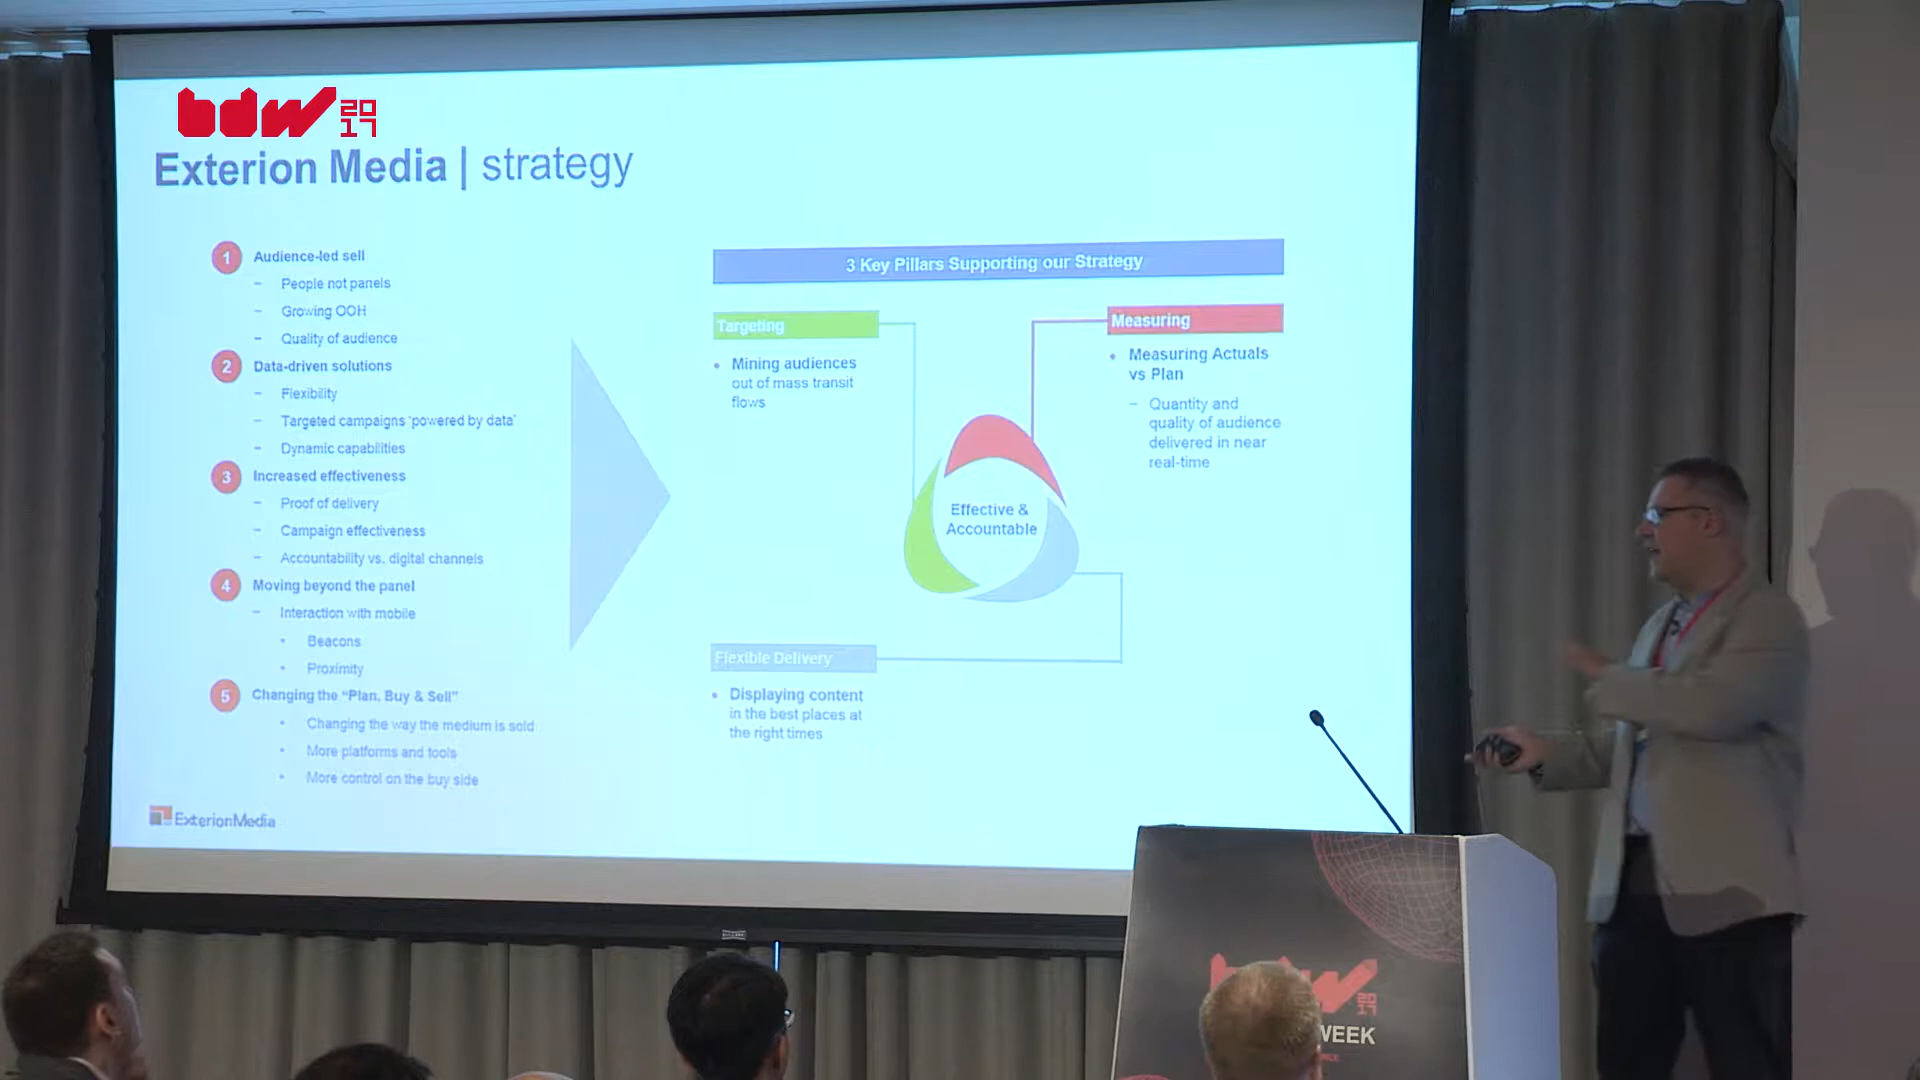 bdw 2017
Exterion Media | strategy
1 Audience-led sell
- People not panels
- Growing OOH
- Quality of audience
2 Data-driven solutions
- Flexibility
- Targeted campaigns 'powered by data'
- Dynamic capabilities
3 Increased effectiveness
- Proof of delivery
- Campaign effectiveness
- Accountability vs. digital channels
4 Moving beyond the panel
- Interaction with mobile
• Beacons
• Proximity
5 Changing the "Plan, Buy & Sell"
• Changing the way the medium is sold
• More platforms and tools
• More control on the buy side
ExterionMedia
3 Key Pillars Supporting our Strategy
Targeting
• Mining audiences
out of mass transit
flows
Measuring
• Measuring Actuals
vs Plan
- Quantity and
quality of audience
delivered in near
real-time
Effective &
Accountable
Flexible Delivery
• Displaying content
in the best places at
the right times
2017
WEEK